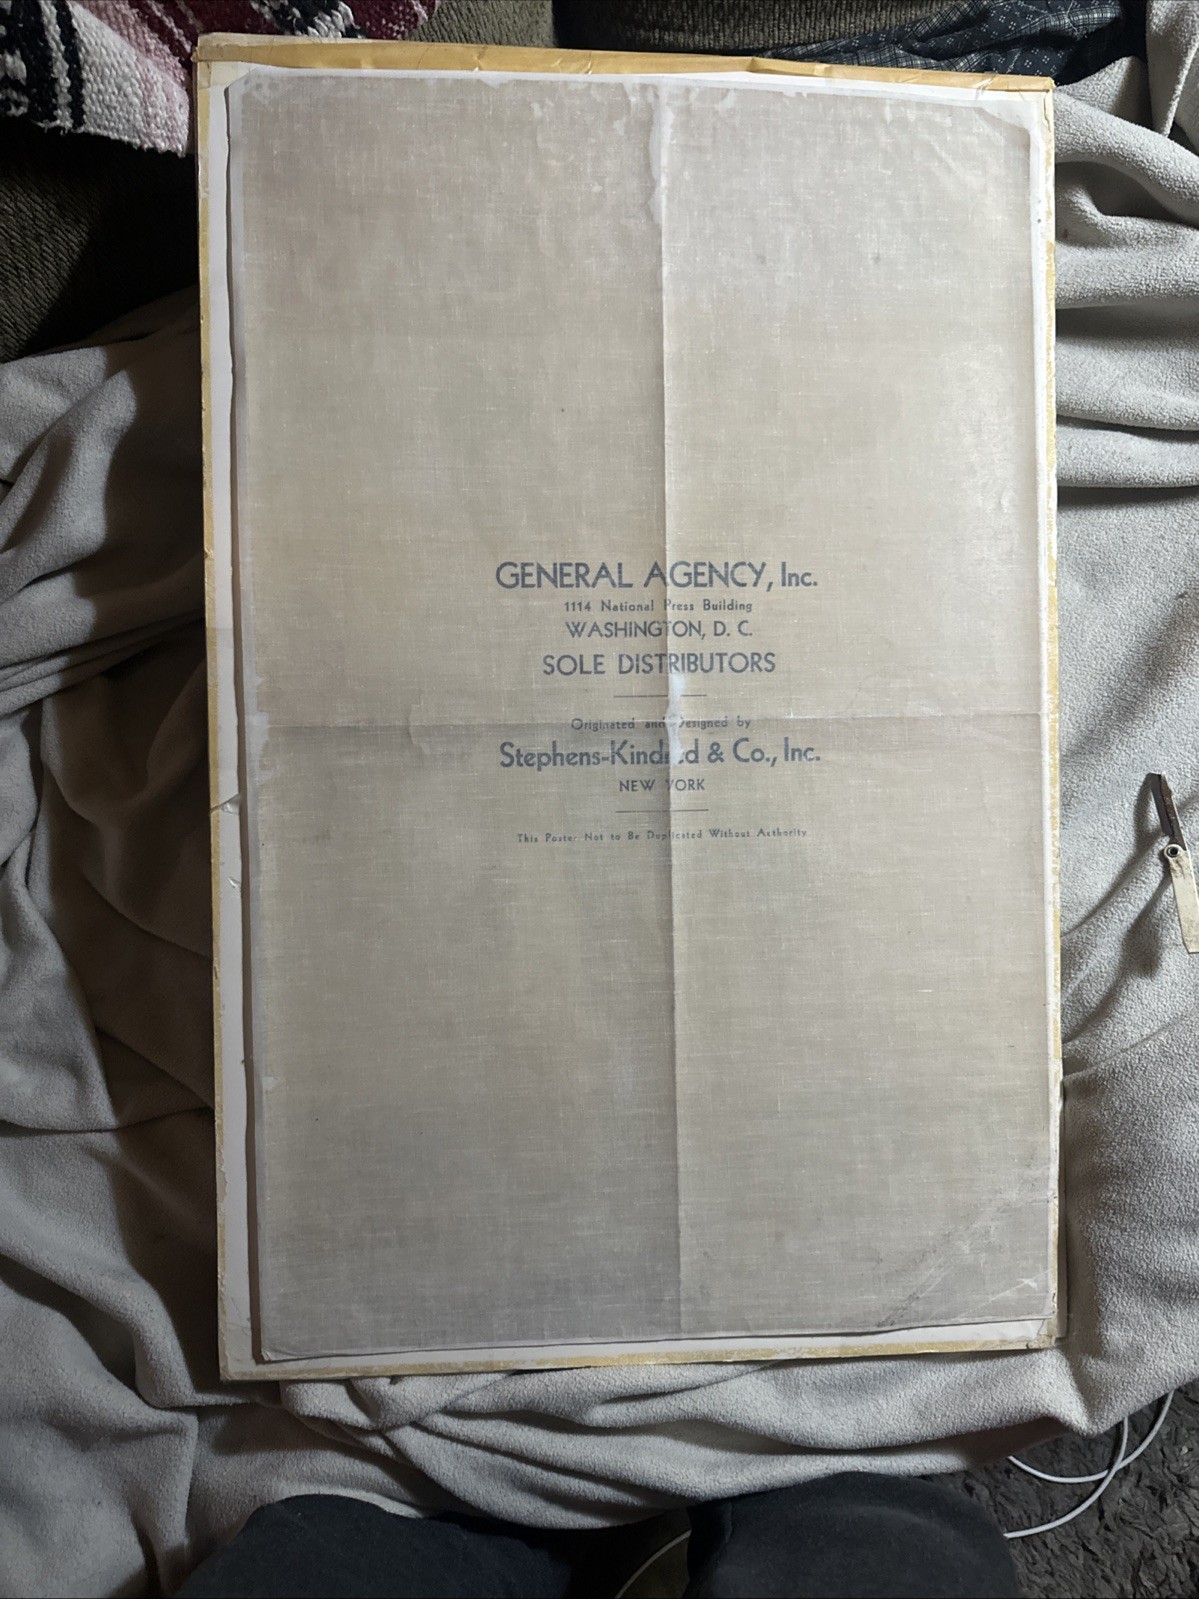 GENERAL AGENCY, Inc.
1114 National Press Building
WASHINGTON, D. C.
SOLE DISTRIBUTORS
Originated and Designed by
Stephens-Kindred & Co., Inc.
NEW YORK
This Poster Not to Be Duplicated Without Authority